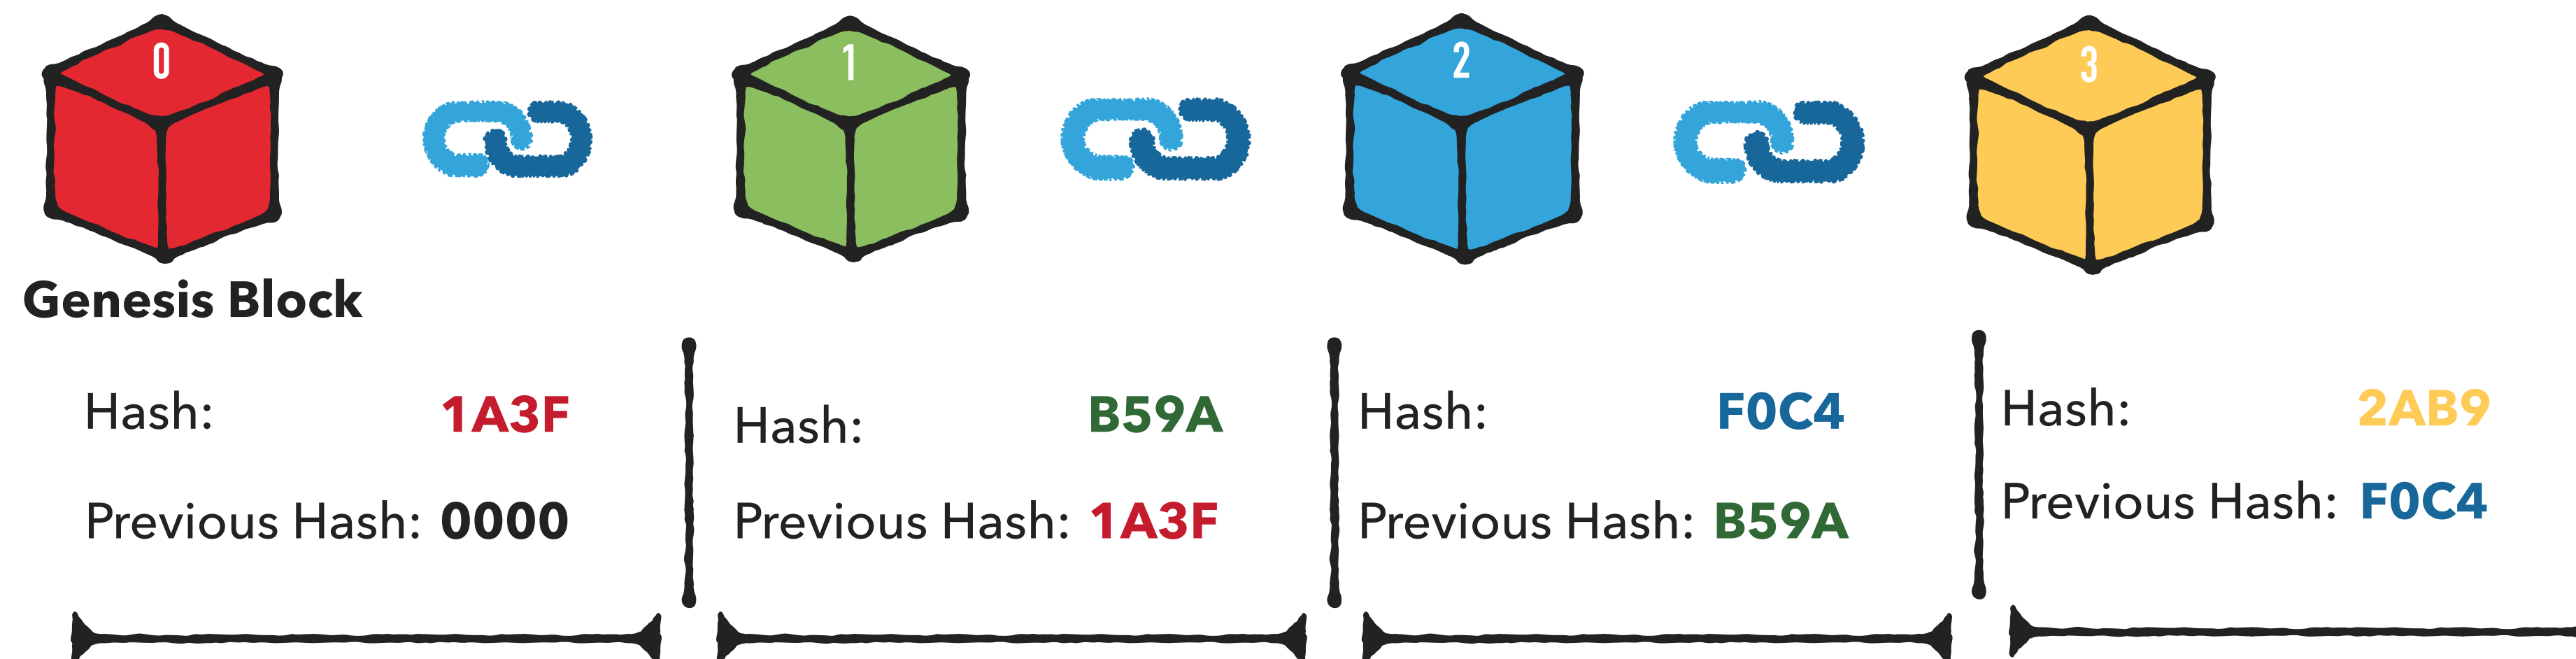 0
1
2
3
Genesis Block
Hash: 1A3F
Previous Hash: 0000
Hash: B59A
Previous Hash: 1A3F
Hash: F0C4
Previous Hash: B59A
Hash: 2AB9
Previous Hash: F0C4